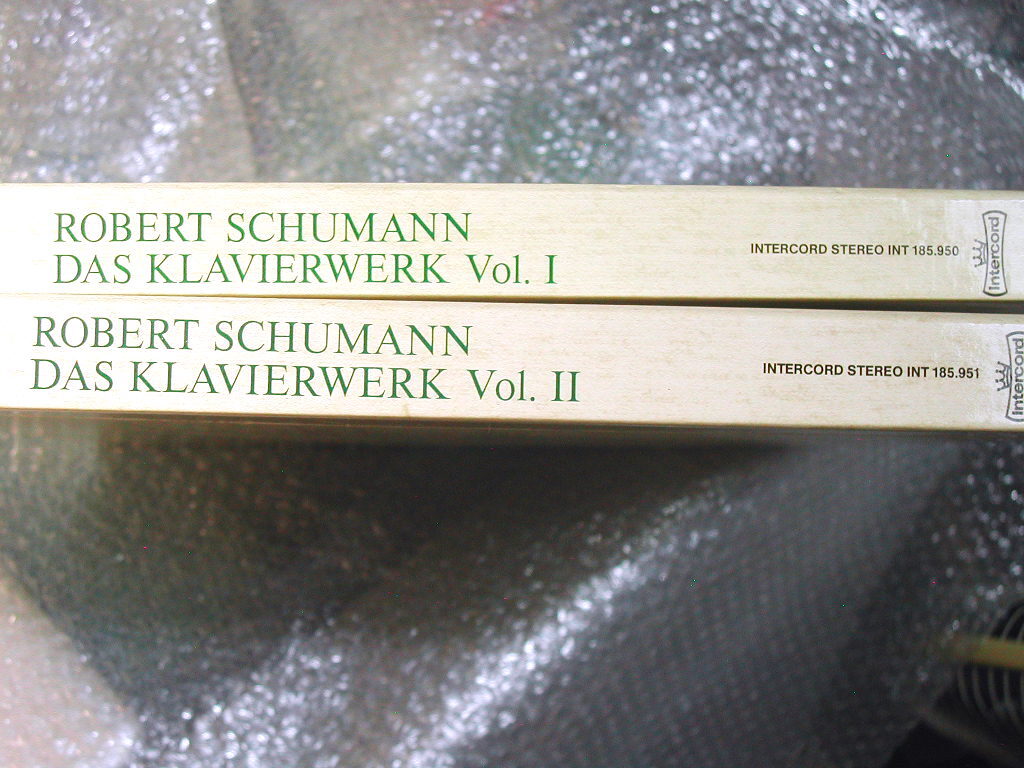 ROBERT SCHUMANN
DAS KLAVIERWERK Vol. I
INTERCORD STEREO INT 185.950
Intercord
ROBERT SCHUMANN
DAS KLAVIERWERK Vol. II
INTERCORD STEREO INT 185.951
Intercord